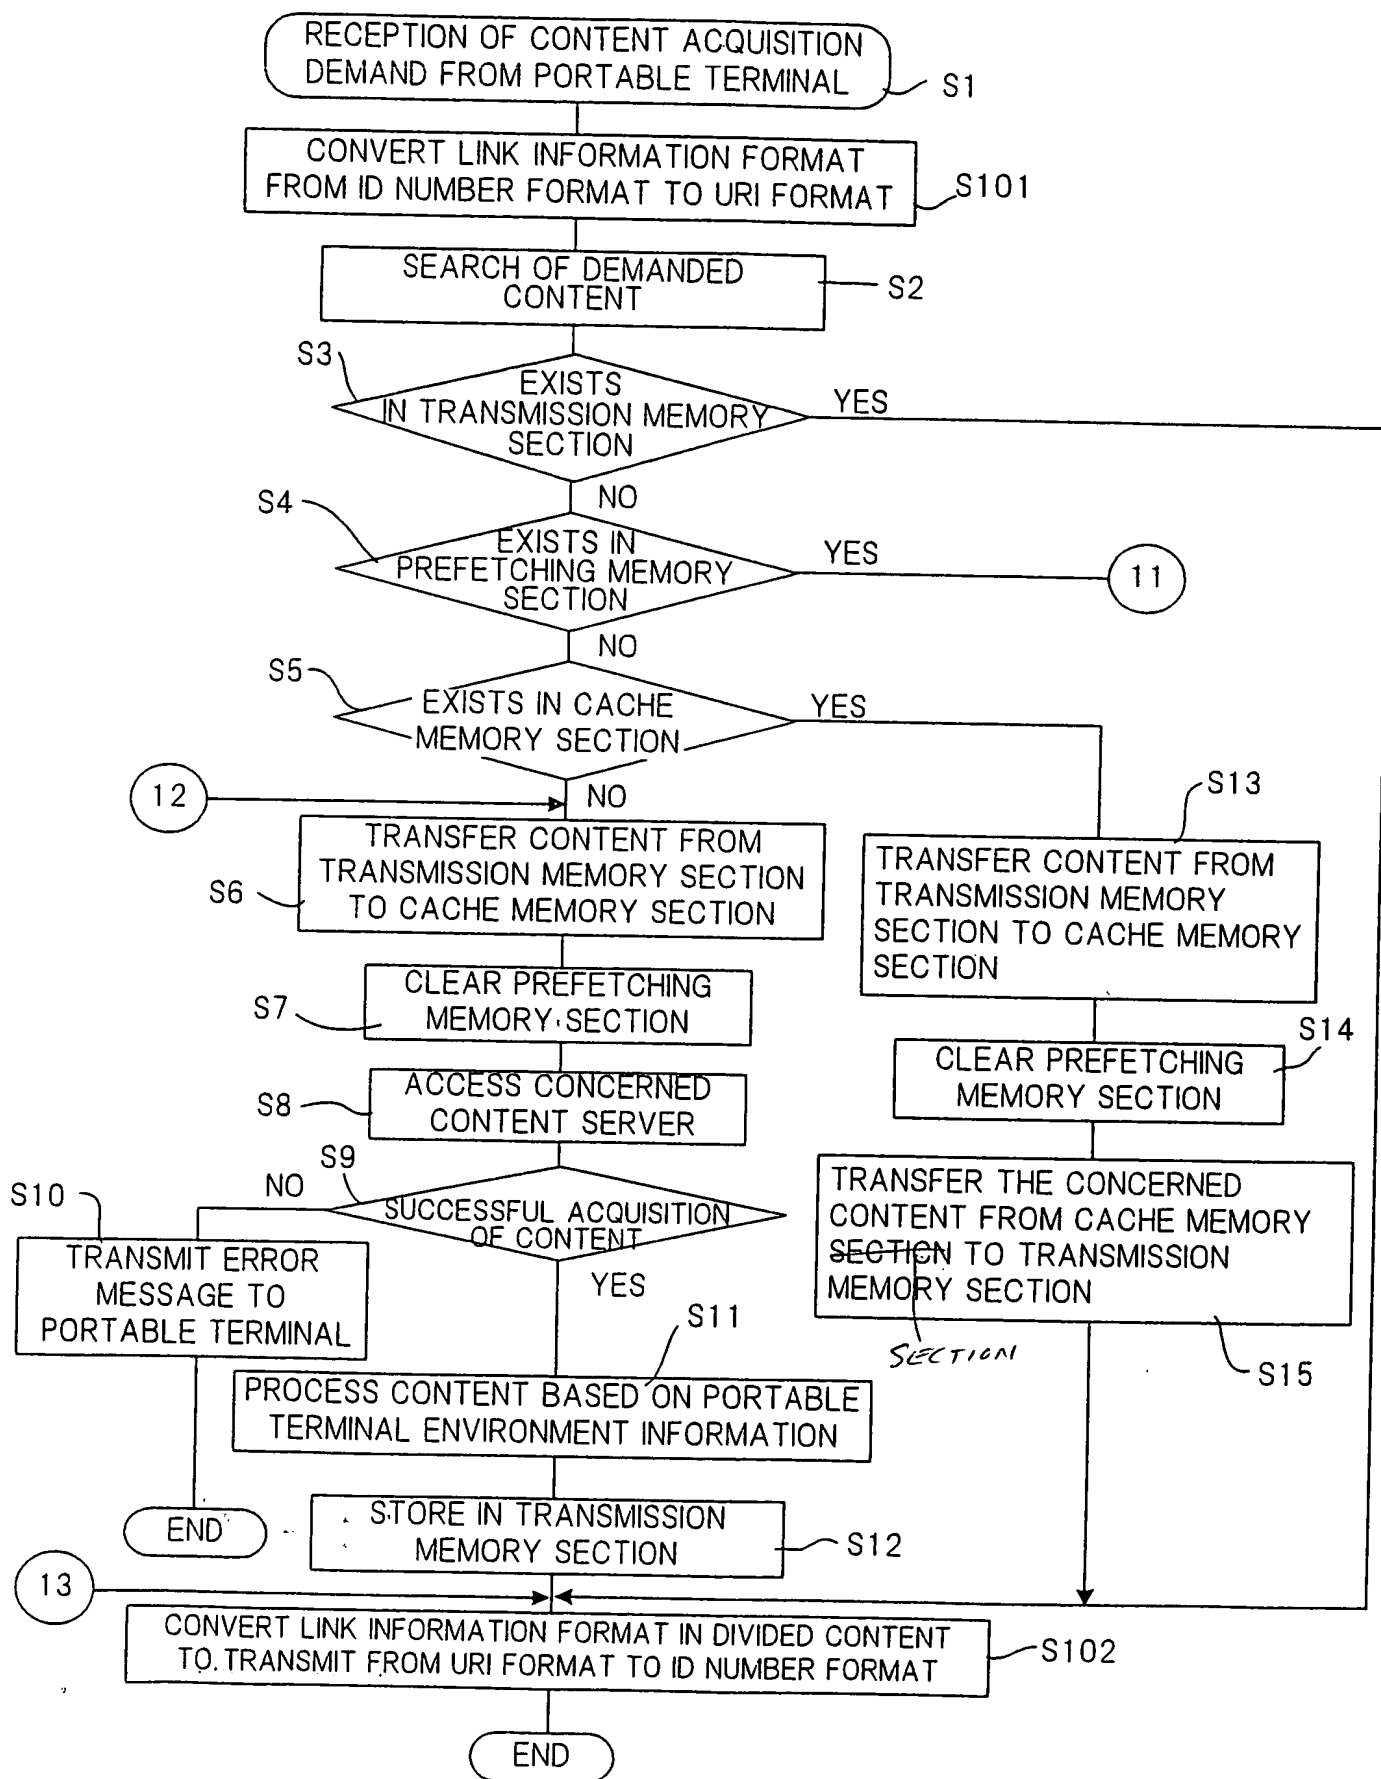 RECEPTION OF CONTENT ACQUISITION
DEMAND FROM PORTABLE TERMINAL
S1
CONVERT LINK INFORMATION FORMAT
FROM ID NUMBER FORMAT TO URI FORMAT
S101
SEARCH OF DEMANDED
CONTENT
S2
S3
EXISTS
IN TRANSMISSION MEMORY
SECTION
YES
NO
S4
EXISTS IN
PREFETCHING MEMORY
SECTION
YES
11
NO
S5
EXISTS IN CACHE
MEMORY SECTION
YES
12
NO
S13
TRANSFER CONTENT FROM
TRANSMISSION MEMORY SECTION
TO CACHE MEMORY SECTION
S6
TRANSFER CONTENT FROM
TRANSMISSION MEMORY
SECTION TO CACHE MEMORY
SECTION
CLEAR PREFETCHING
MEMORY SECTION
S7
S14
CLEAR PREFETCHING
MEMORY SECTION
ACCESS CONCERNED
CONTENT SERVER
S8
S9
NO
SUCCESSFUL ACQUISITION
OF CONTENT
YES
S10
TRANSMIT ERROR
MESSAGE TO
PORTABLE TERMINAL
TRANSFER THE CONCERNED
CONTENT FROM CACHE MEMORY
SECTION TO TRANSMISSION
MEMORY SECTION
SECTION
S15
S11
PROCESS CONTENT BASED ON PORTABLE
TERMINAL ENVIRONMENT INFORMATION
END
STORE IN TRANSMISSION
MEMORY SECTION
S12
13
CONVERT LINK INFORMATION FORMAT IN DIVIDED CONTENT
TO TRANSMIT FROM URI FORMAT TO ID NUMBER FORMAT
S102
END